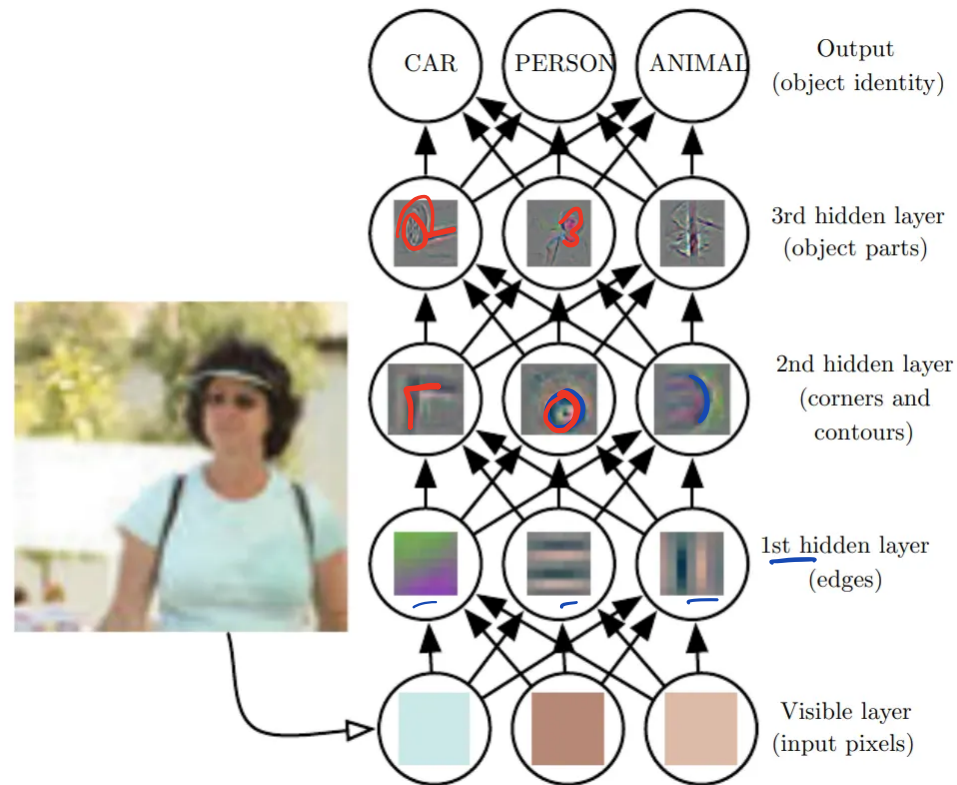 CAR
PERSON
ANIMAL
Output
(object identity)
3rd hidden layer
(object parts)
2nd hidden layer
(corners and
contours)
1st hidden layer
(edges)
Visible layer
(input pixels)